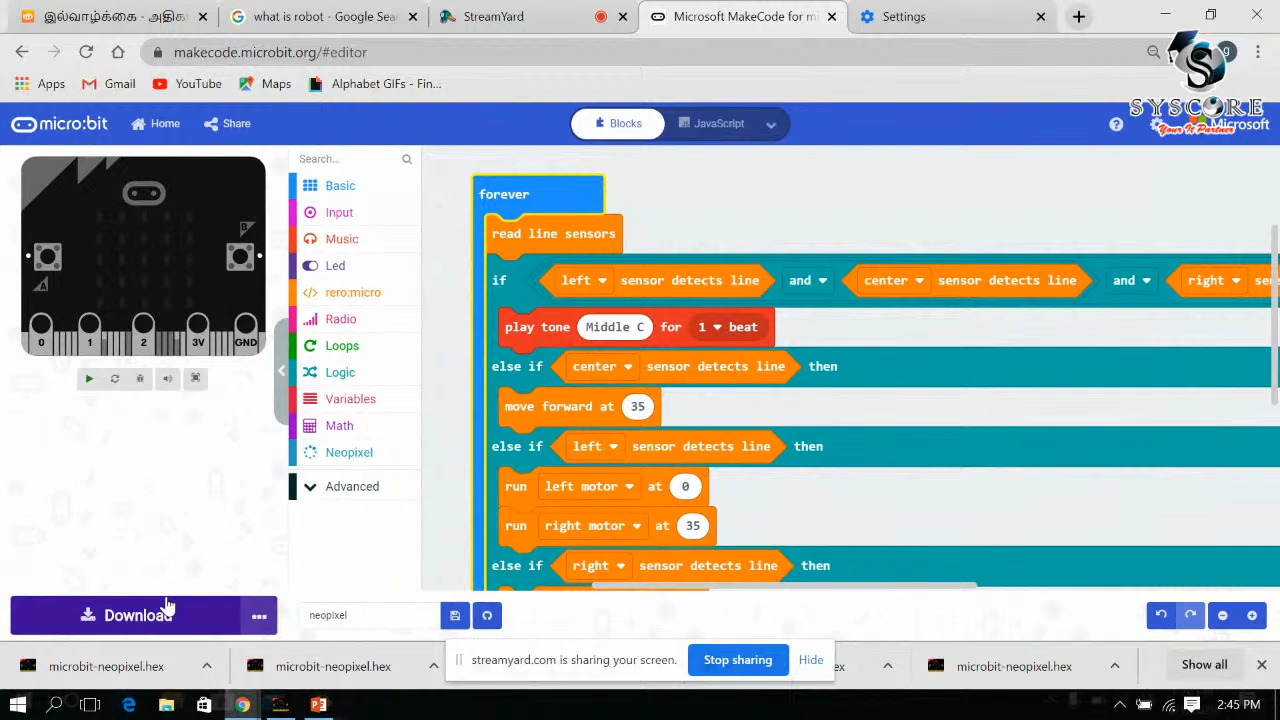 இதயத்துடிப்
what is robot - Google Sea
StreamYard
Microsoft MakeCode for m
Settings
makecode.microbit.org/#editor
Apps
Gmail
YouTube
Maps
Alphabet GIFs - Fin...
SYSCORE
Your It Partner
micro:bit
Home
Share
Blocks
JavaScript
Microsoft
Search...
Basic
Input
Music
Led
rero:micro
Radio
Loops
Logic
Variables
Math
Neopixel
Advanced
B
A
0 1 2 3V GND
forever
read line sensors
if left sensor detects line and center sensor detects line and right
play tone Middle C for 1 beat
else if center sensor detects line then
move forward at 35
else if left sensor detects line then
run left motor at 0
run right motor at 35
else if right sensor detects line then
Download
neopixel
microbit-neopixel.hex
microbit-neopixel.hex
streamyard.com is sharing your screen.
Stop sharing
Hide
microbit-neopixel.hex
Show all
2:45 PM